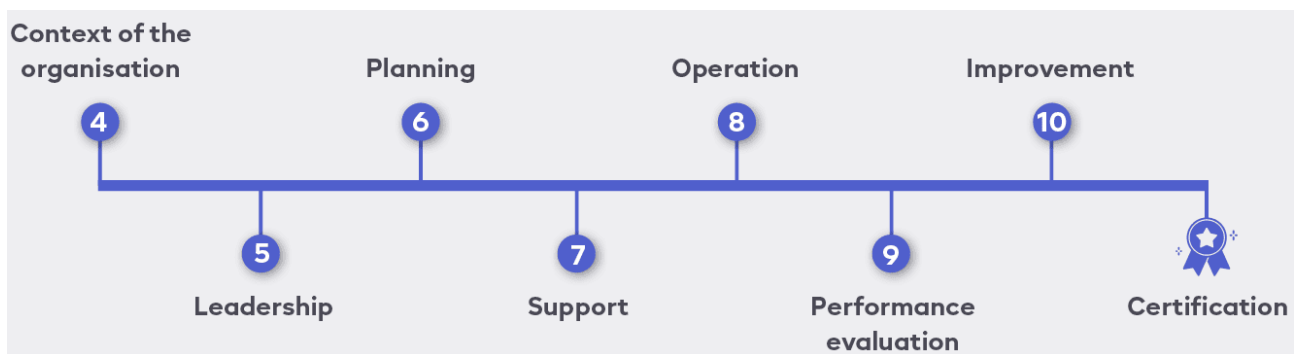 Context of the
organisation
Planning
Operation
Improvement
4
6
8
10
5
7
9
Leadership
Support
Performance
evaluation
Certification